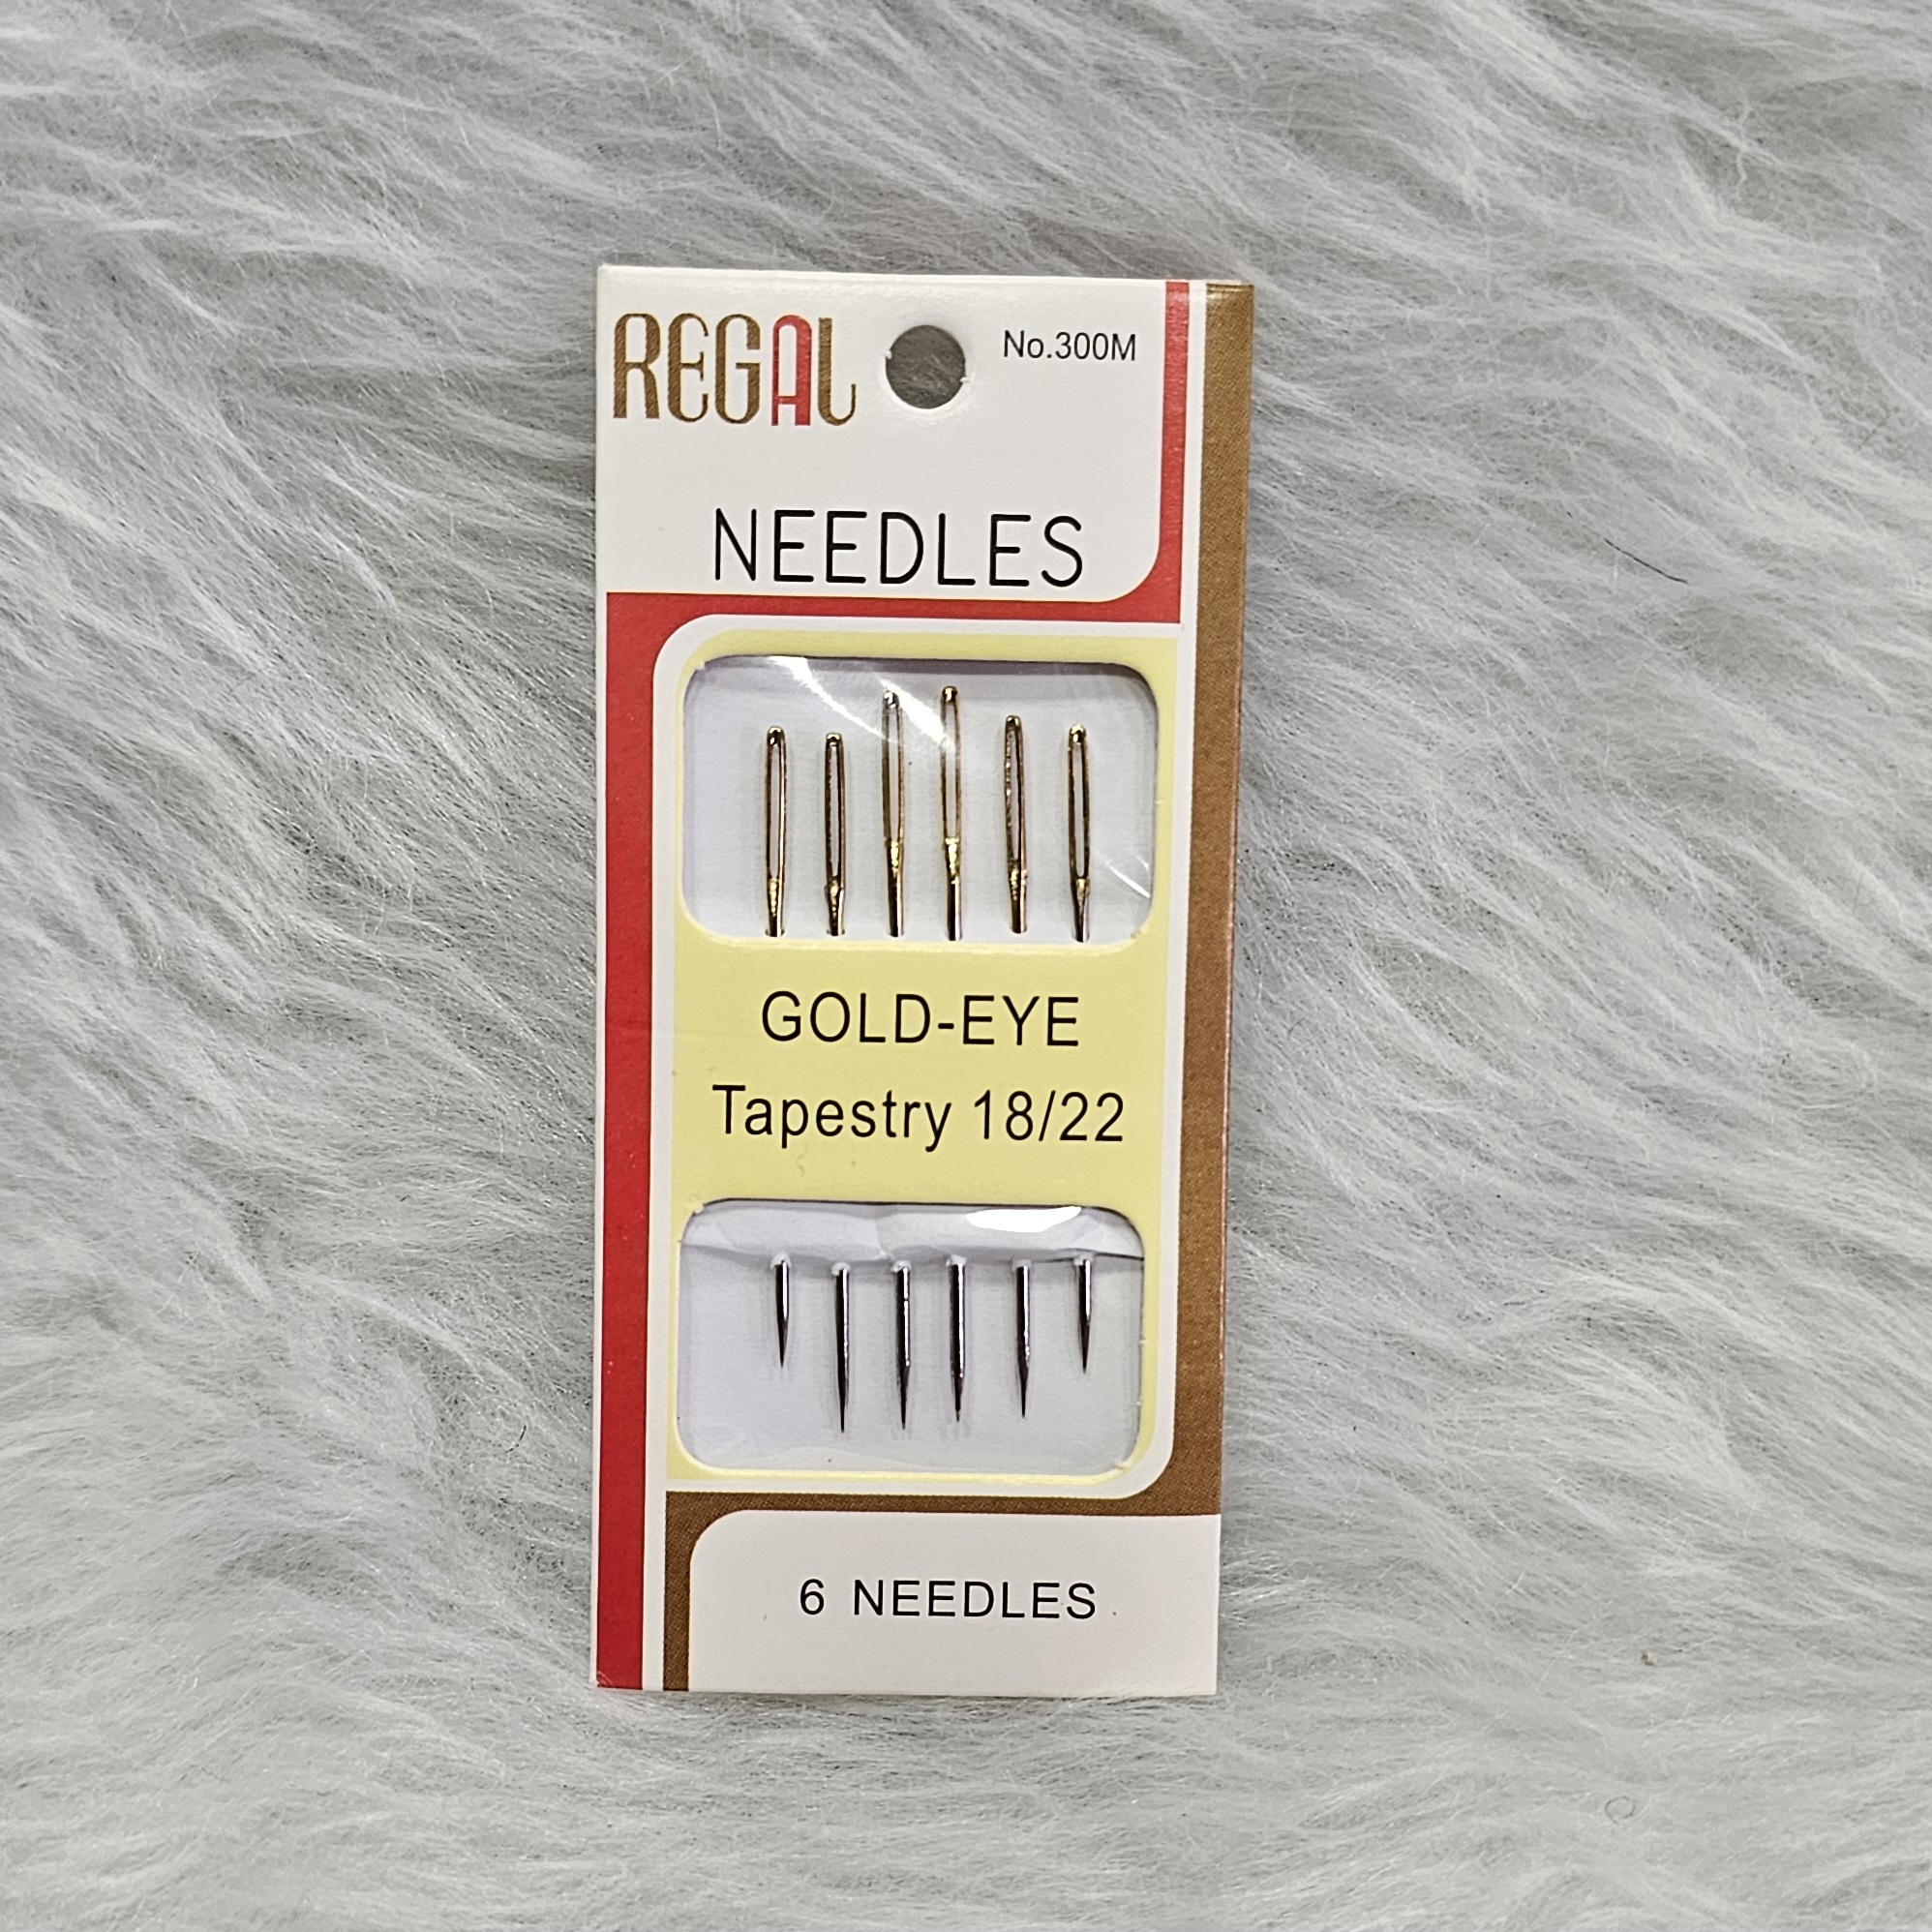 REGAL
No.300M
NEEDLES
GOLD-EYE
Tapestry 18/22
6 NEEDLES